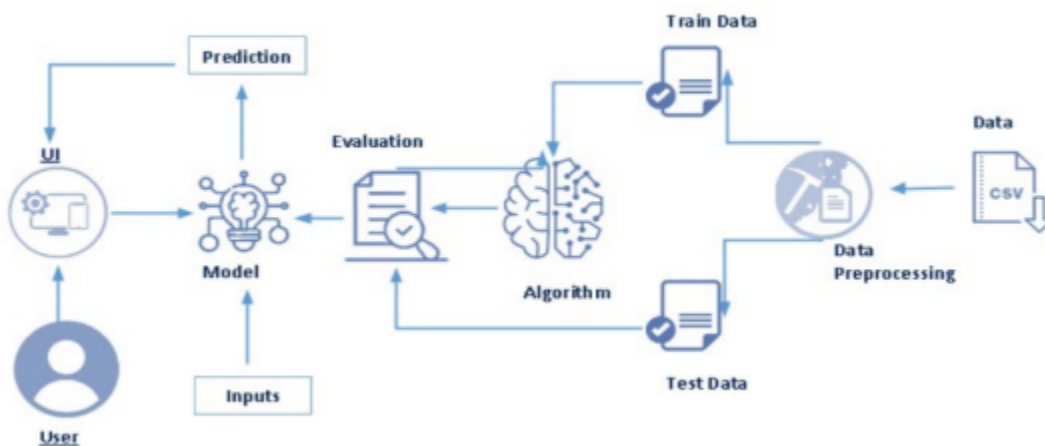 Train Data
Prediction
Evaluation
Data
UI
CSV
Model
Algorithm
Data
Preprocessing
Inputs
Test Data
User